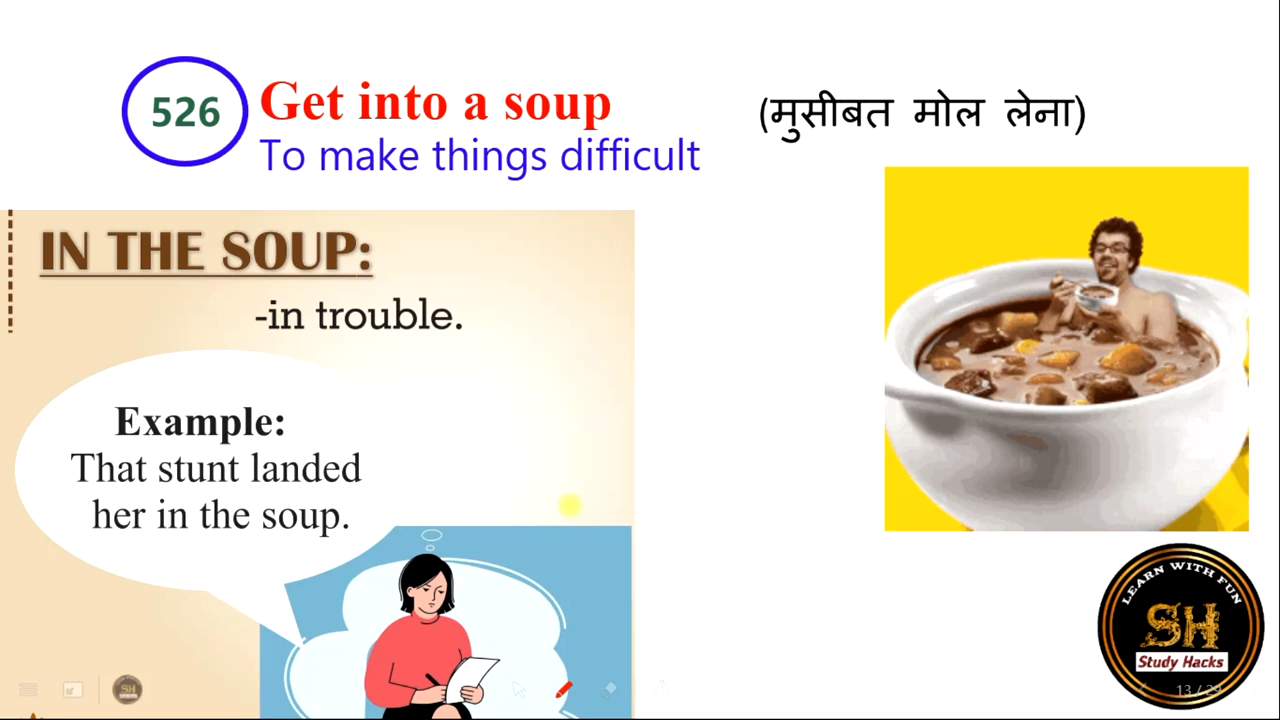 526
Get into a soup
(मुसीबत मोल लेना)
To make things difficult
IN THE SOUP:
-in trouble.
Example:
That stunt landed
her in the soup.
LEARN WITH FUN
SH
Study Hacks
SH